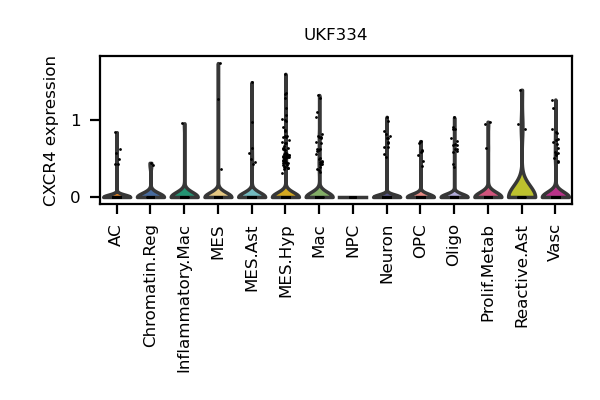 UKF334
CXCR4 expression
1
0
AC
Chromatin.Reg
Inflammatory.Mac
MES
MES.Ast
MES.Hyp
Mac
NPC
Neuron
OPC
Oligo
Prolif.Metab
Reactive.Ast
Vasc